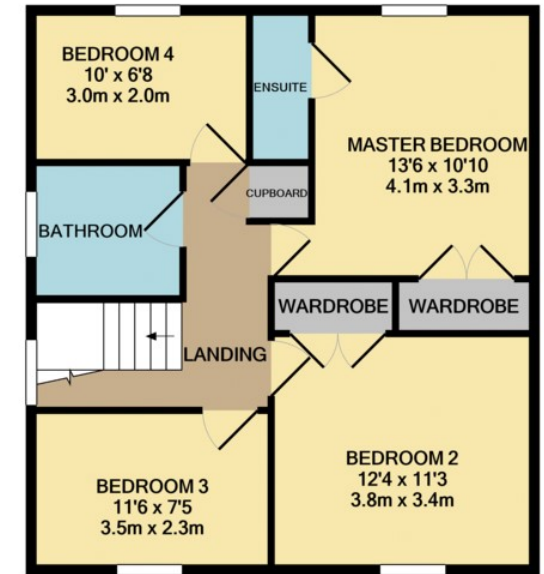 BEDROOM 4
10' x 6'8
3.0m x 2.0m
ENSUITE
MASTER BEDROOM
13'6 x 10'10
4.1m x 3.3m
CUPBOARD
BATHROOM
WARDROBE
WARDROBE
LANDING
BEDROOM 2
12'4 x 11'3
3.8m x 3.4m
BEDROOM 3
11'6 x 7'5
3.5m x 2.3m